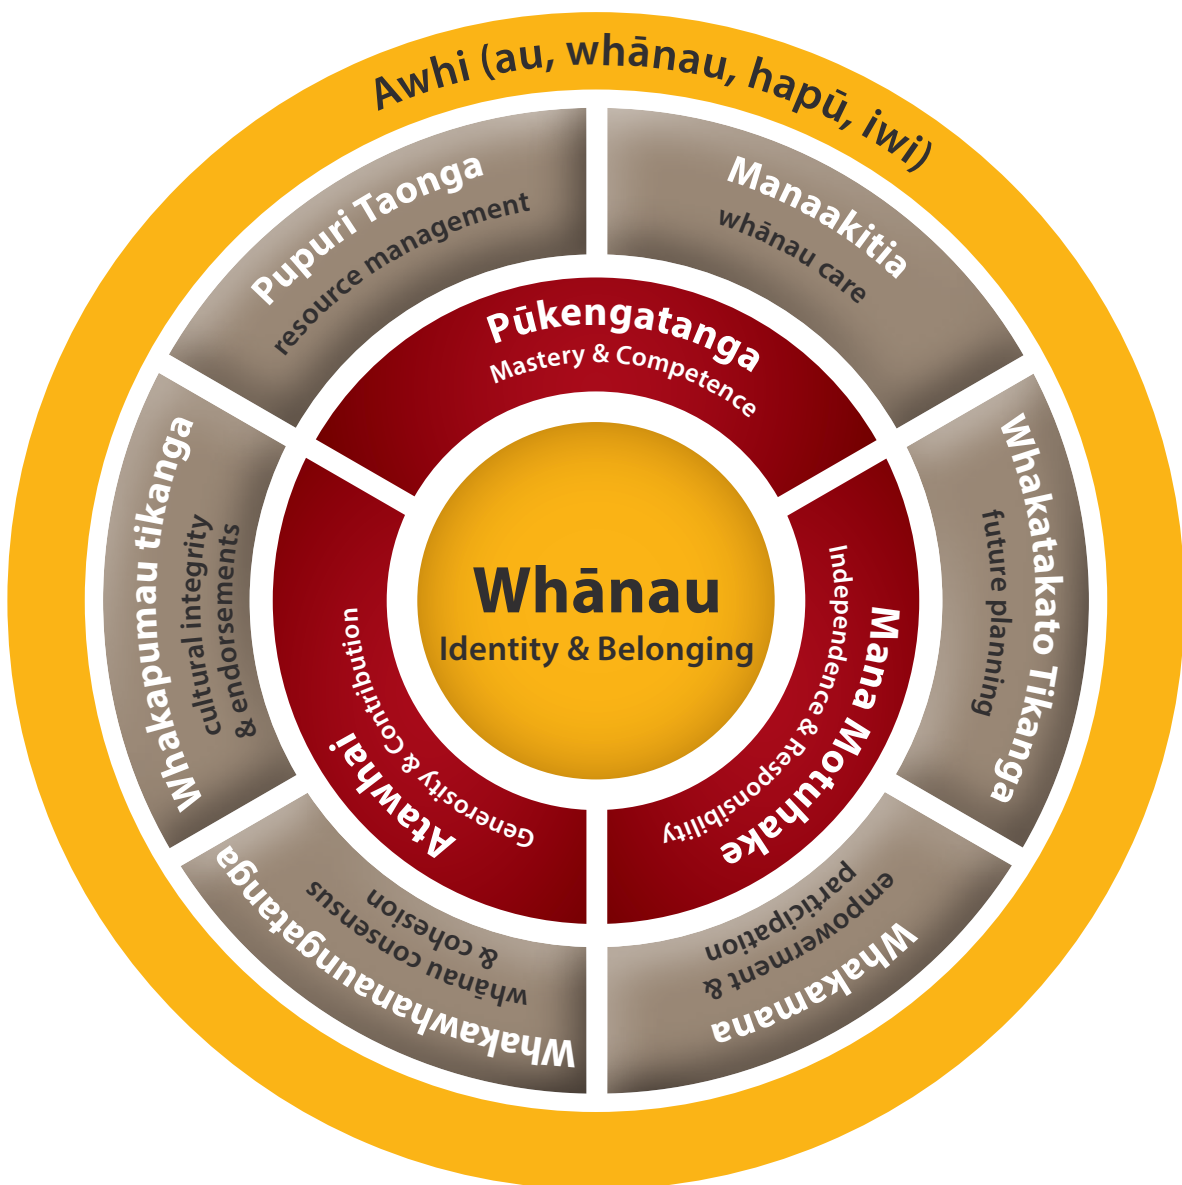 Awhi (au, whānau, hapū, iwi)
Pupuri Taonga
resource management
Manaakitia
whānau care
Whakatakato Tikanga
future planning
Whakamana
empowerment &
participation
Whakawhanaungatanga
whānau consensus
& cohesion
Whakapumau tikanga
cultural integrity
& endorsements
Pūkengatanga
Mastery & Competence
Mana Motuhake
Independence & Responsibility
Atawhai
Generosity & Contribution
Whānau
Identity & Belonging